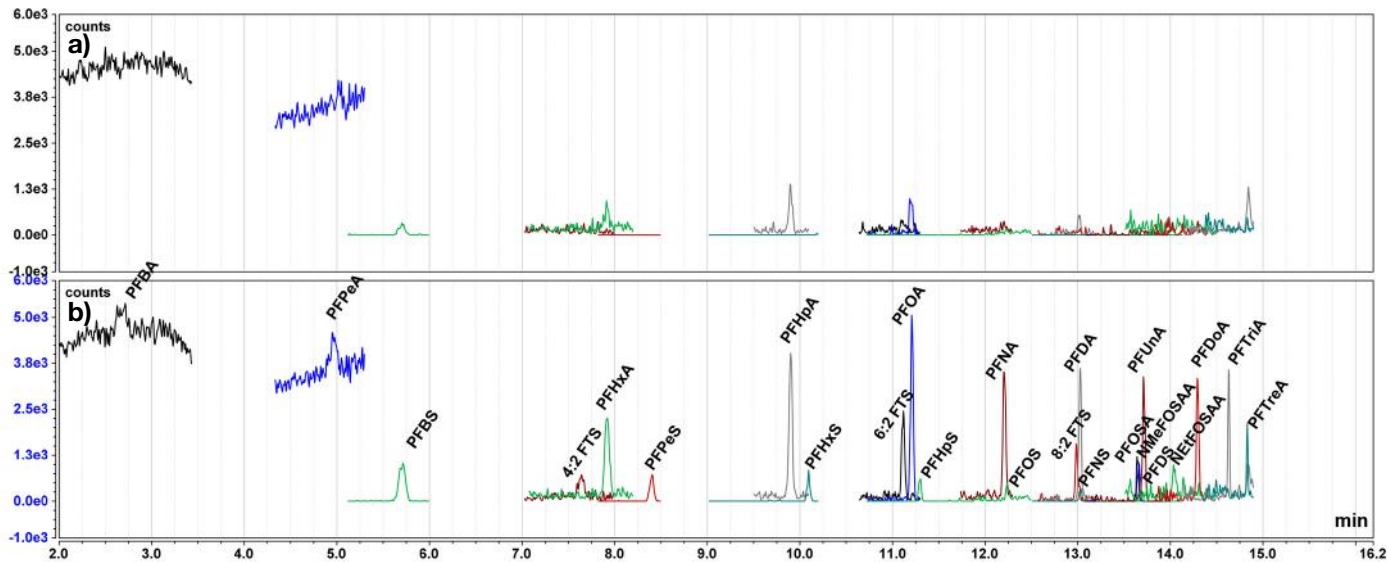 6.0e3
counts
a)
5.0e3
3.8e3
2.5e3
1.3e3
0.0e0
-1.0e3
6.0e3
counts
b)
5.0e3
3.8e3
2.5e3
1.3e3
0.0e0
-1.0e3
PFBA
PFPeA
PFBS
4:2 FTS
PFHxA
PFPeS
PFHpA
PFHxS
6:2 FTS
PFOA
PFHpS
PFNA
PFOS
8:2 FTS
PFDA
PFNS
PFOSA
PFUnA
NMeFOSAA
PFDS
NEtFOSAA
PFDoA
PFTriA
PFTreA
min
2.0 3.0 4.0 5.0 6.0 7.0 8.0 9.0 10.0 11.0 12.0 13.0 14.0 15.0 16.2